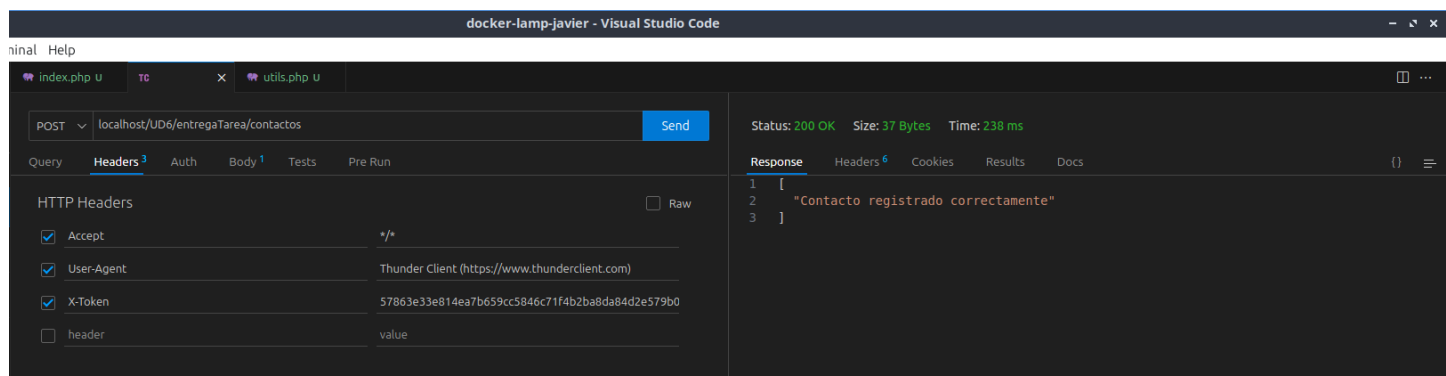 docker-lamp-javier - Visual Studio Code
minal Help
index.php U TC utils.php U
POST localhost/UD6/entregaTarea/contactos Send
Query Headers 3 Auth Body 1 Tests Pre Run
HTTP Headers Raw
Accept */*
User-Agent Thunder Client (https://www.thunderclient.com)
X-Token 57863e33e814ea7b659cc5846c71f4b2ba8da84d2e579b0
header value
Status: 200 OK Size: 37 Bytes Time: 238 ms
Response Headers 6 Cookies Results Docs {}
1 [
2 "Contacto registrado correctamente"
3 ]